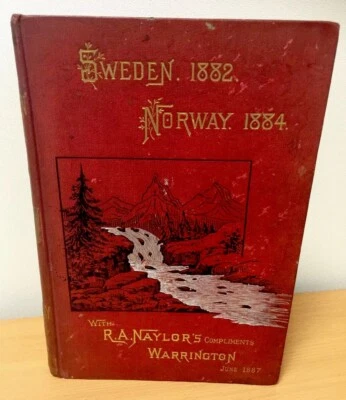 SWEDEN. 1882.
NORWAY. 1884.
WITH
R.A. NAYLOR'S COMPLIMENTS
WARRINGTON
JUNE 1887.